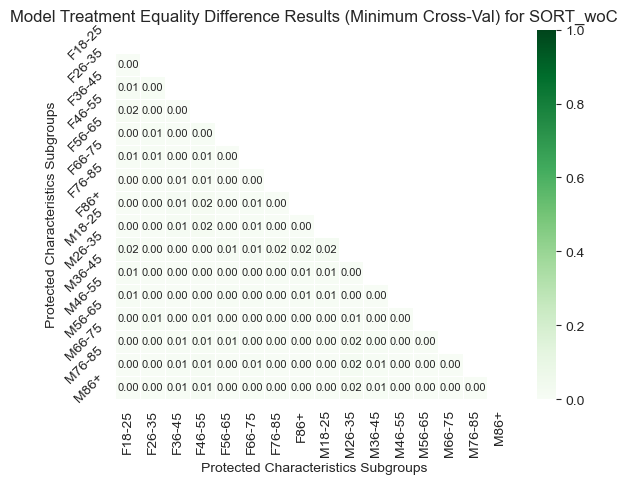 Model Treatment Equality Difference Results (Minimum Cross-Val) for SORT_woC
Protected Characteristics Subgroups
F18-25
F26-35
0.00
F36-45
0.01 0.00
F46-55
0.02 0.00 0.00
F56-65
0.00 0.01 0.00 0.00
F66-75
0.01 0.01 0.00 0.01 0.00
F76-85
0.00 0.00 0.01 0.01 0.00 0.00
F86+
0.00 0.00 0.01 0.02 0.00 0.01 0.00
M18-25
0.00 0.00 0.01 0.02 0.00 0.01 0.00 0.00
M26-35
0.02 0.00 0.00 0.00 0.01 0.01 0.02 0.02 0.02
M36-45
0.01 0.00 0.00 0.00 0.00 0.00 0.00 0.01 0.01 0.00
M46-55
0.01 0.00 0.00 0.00 0.00 0.00 0.00 0.01 0.01 0.00 0.00
M56-65
0.00 0.01 0.00 0.01 0.00 0.00 0.00 0.00 0.00 0.01 0.00 0.00
M66-75
0.00 0.00 0.01 0.01 0.01 0.00 0.00 0.00 0.00 0.02 0.00 0.00 0.00
M76-85
0.00 0.00 0.01 0.01 0.00 0.01 0.00 0.00 0.00 0.02 0.01 0.00 0.00 0.00
M86+
0.00 0.00 0.01 0.01 0.00 0.01 0.00 0.00 0.00 0.02 0.01 0.00 0.00 0.00 0.00
F18-25 F26-35 F36-45 F46-55 F56-65 F66-75 F76-85 F86+ M18-25 M26-35 M36-45 M46-55 M56-65 M66-75 M76-85 M86+
Protected Characteristics Subgroups
1.0
0.8
0.6
0.4
0.2
0.0